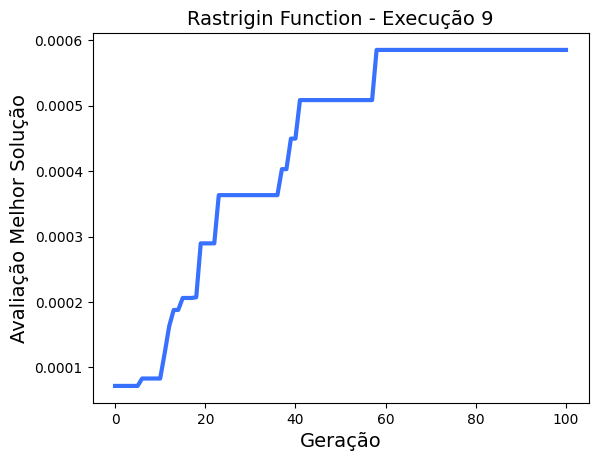 Rastrigin Function - Execução 9
Avaliação Melhor Solução
0.0006
0.0005
0.0004
0.0003
0.0002
0.0001
0 20 40 60 80 100
Geração